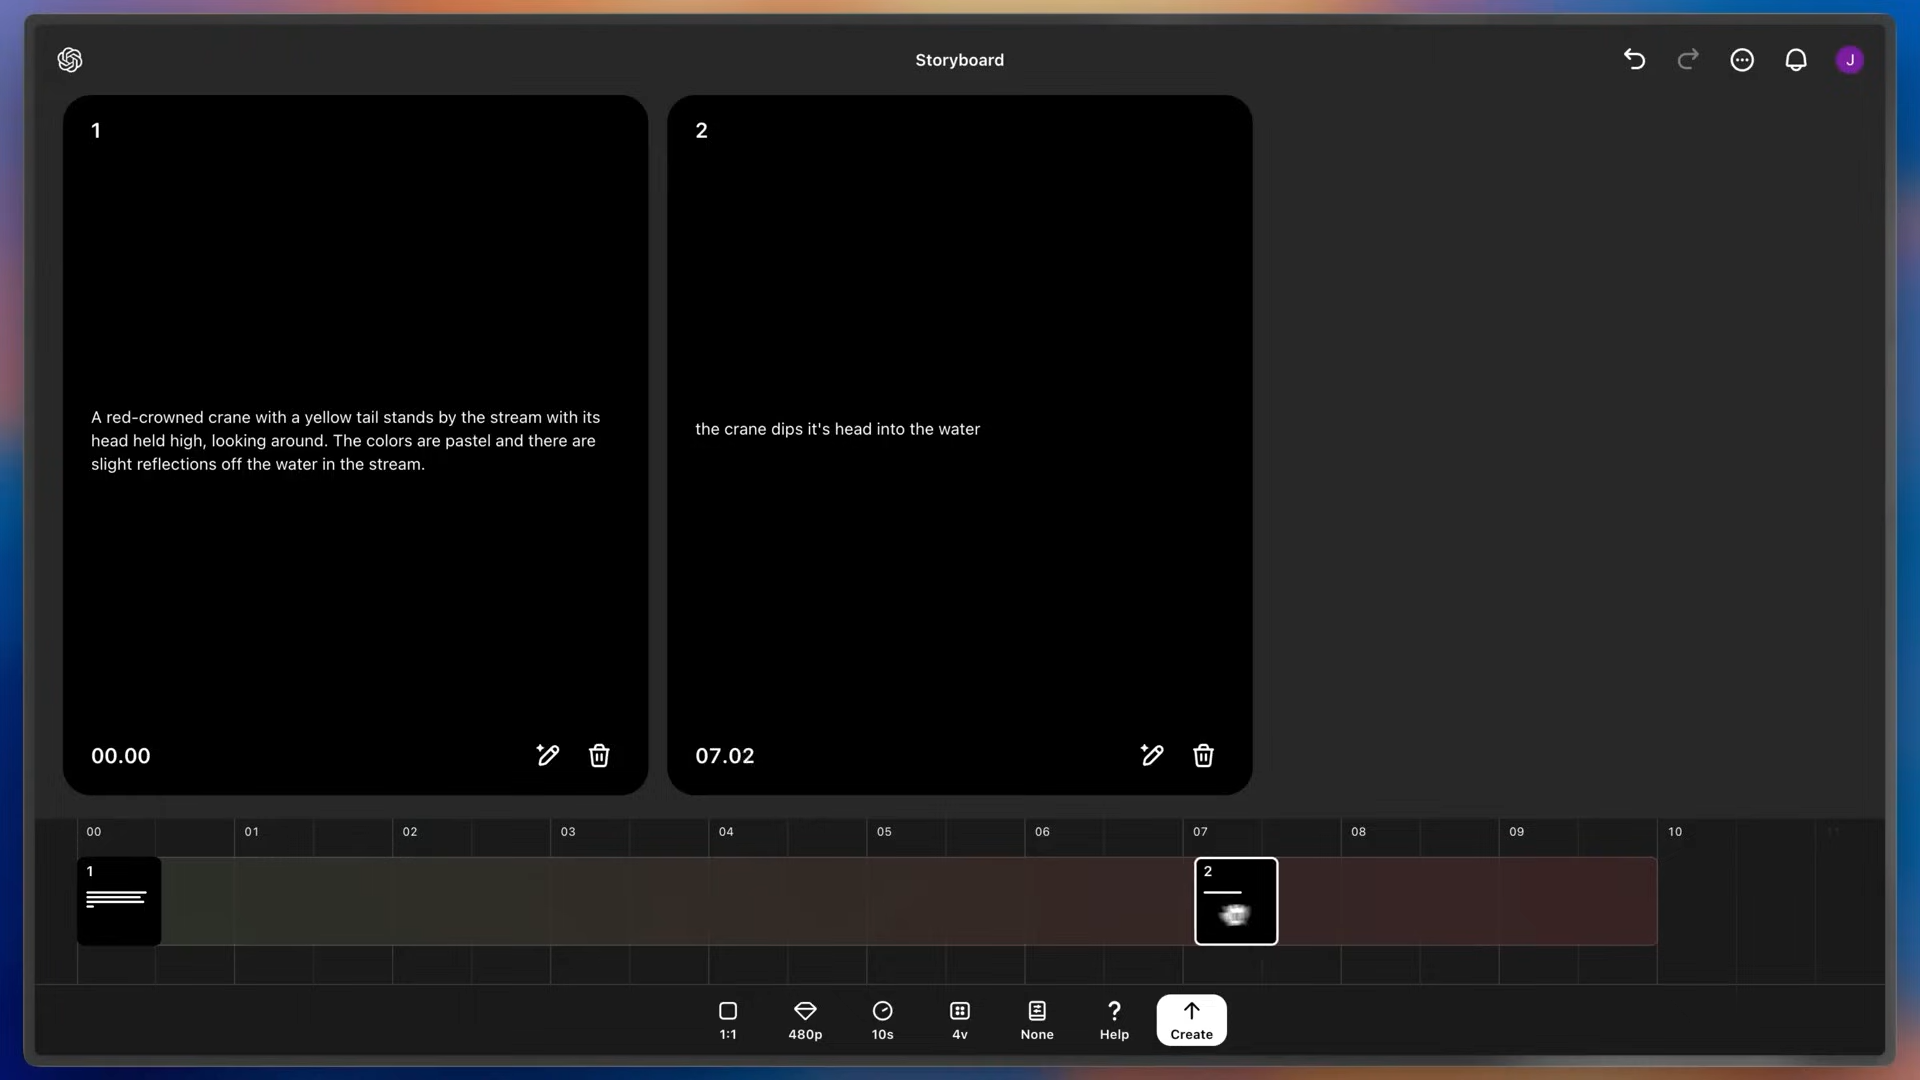 Storyboard
J
1
A red-crowned crane with a yellow tail stands by the stream with its
head held high, looking around. The colors are pastel and there are
slight reflections off the water in the stream.
00.00
2
the crane dips it's head into the water
07.02
00 01 02 03 04 05 06 07 08 09 10
1
2
1:1
480p
10s
4v
None
? Help
Create